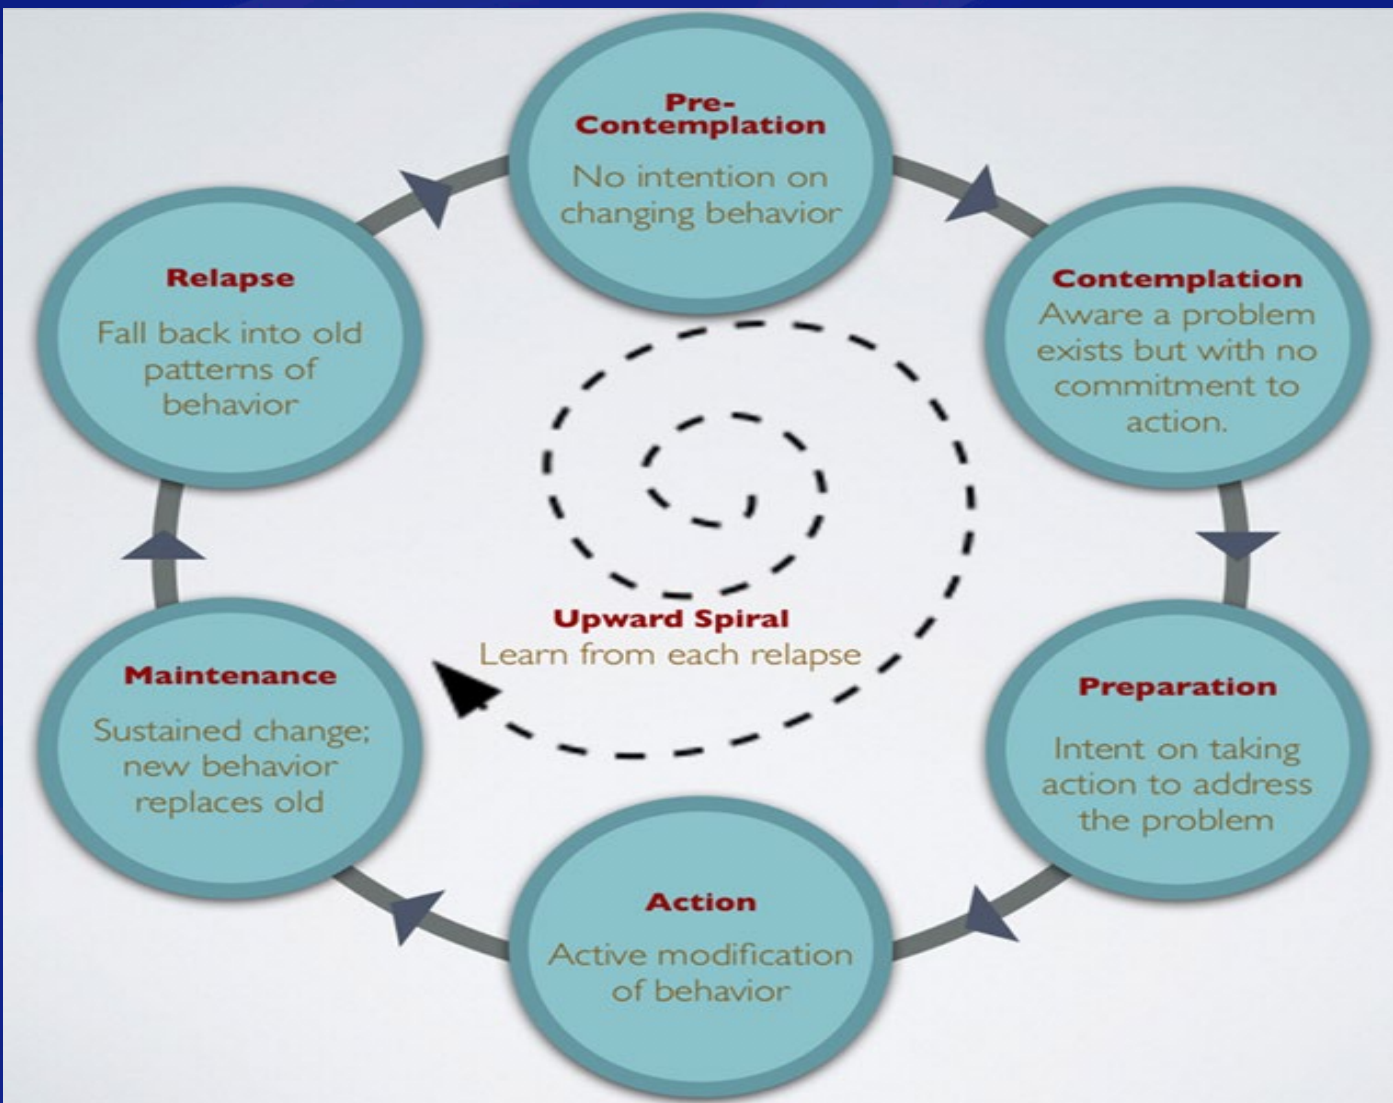 Pre-
Contemplation
No intention on
changing behavior
Contemplation
Aware a problem
exists but with no
commitment to
action.
Preparation
Intent on taking
action to address
the problem
Action
Active modification
of behavior
Maintenance
Sustained change;
new behavior
replaces old
Relapse
Fall back into old
patterns of
behavior
Upward Spiral
Learn from each relapse